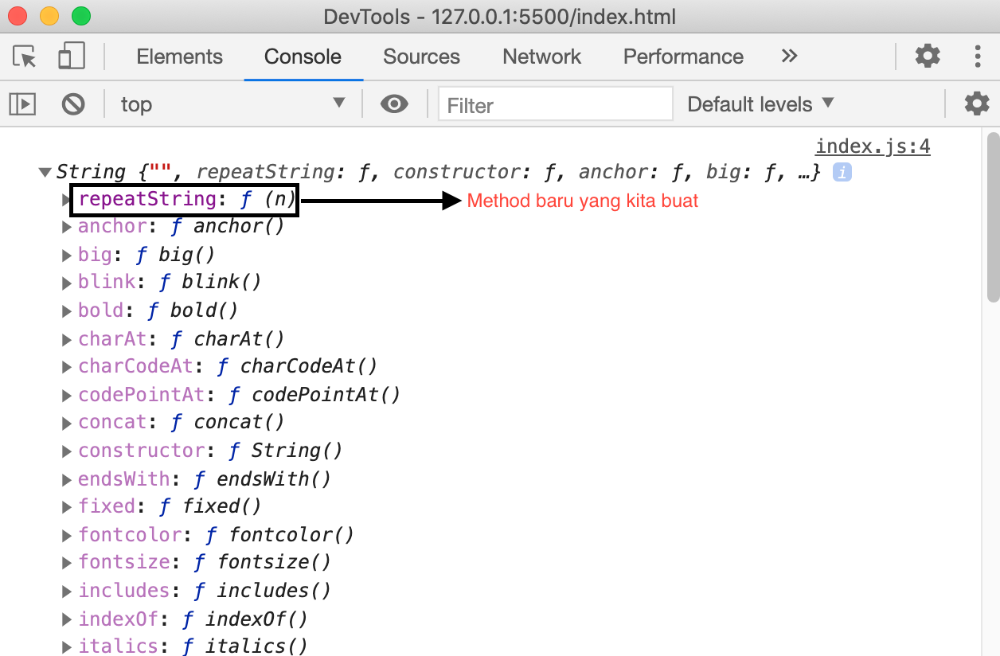 DevTools - 127.0.0.1:5500/index.html
Elements Console Sources Network Performance »
top ▼ Filter Default levels ▼
index.js:4
▼String {"", repeatString: ƒ, constructor: ƒ, anchor: ƒ, big: ƒ, …} i
▶repeatString: ƒ (n) Method baru yang kita buat
▶anchor: ƒ anchor()
▶big: ƒ big()
▶blink: ƒ blink()
▶bold: ƒ bold()
▶charAt: ƒ charAt()
▶charCodeAt: ƒ charCodeAt()
▶codePointAt: ƒ codePointAt()
▶concat: ƒ concat()
▶constructor: ƒ String()
▶endsWith: ƒ endsWith()
▶fixed: ƒ fixed()
▶fontcolor: ƒ fontcolor()
▶fontsize: ƒ fontsize()
▶includes: ƒ includes()
▶indexOf: ƒ indexOf()
▶italics: ƒ italics()